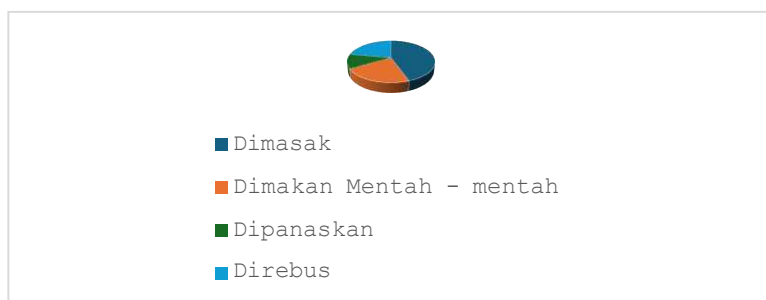 Dimasak
Dimakan Mentah - mentah
Dipanaskan
Direbus